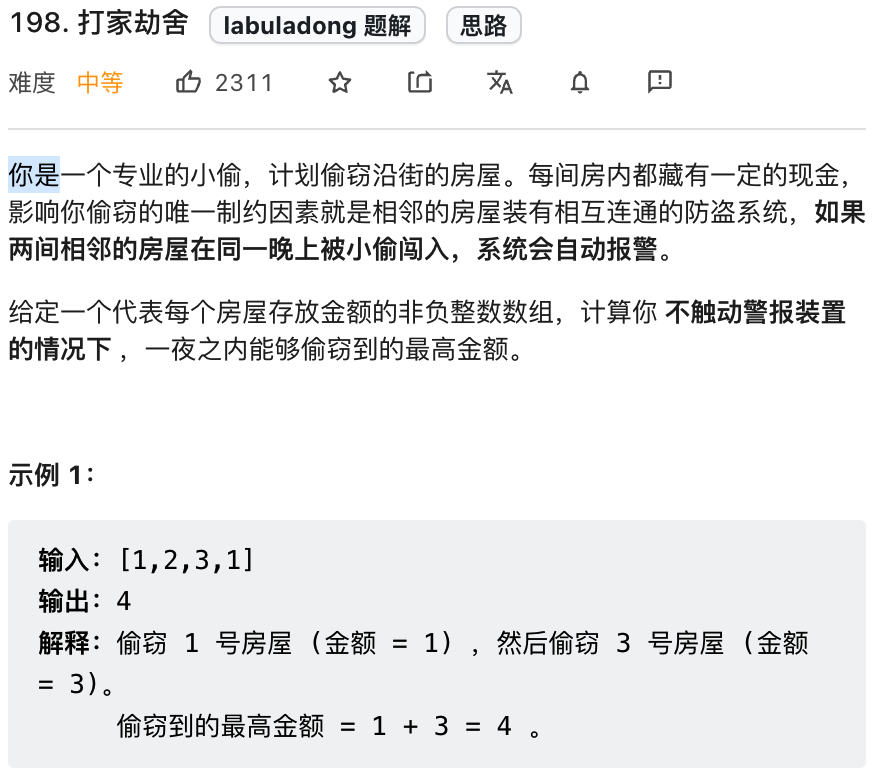 198. 打家劫舍 labuladong 题解 思路
难度 中等 2311
你是一个专业的小偷，计划偷窃沿街的房屋。每间房内都藏有一定的现金，
影响你偷窃的唯一制约因素就是相邻的房屋装有相互连通的防盗系统，如果
两间相邻的房屋在同一晚上被小偷闯入，系统会自动报警。
给定一个代表每个房屋存放金额的非负整数数组，计算你 不触动警报装置
的情况下 ，一夜之内能够偷窃到的最高金额。
示例 1：
输入：[1,2,3,1]
输出：4
解释：偷窃 1 号房屋 (金额 = 1) ，然后偷窃 3 号房屋 (金额
= 3)。
偷窃到的最高金额 = 1 + 3 = 4 。